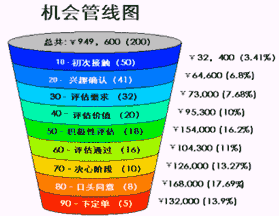 机会管线图
总共:￥949, 600 (200)
10 - 初次接触 (50) ￥32, 400 (3.41%)
20 - 兴趣确认 (41) ￥64,600 (6.8%)
30 - 评估要求 (32) ￥73,000 (7.68%)
40 - 评估价值 (20) ￥95,300 (10%)
50 - 积极性评估 (18) ￥154,000 (16.2%)
60 - 评估通过 (16) ￥104,300 (11%)
70 - 决心阶段 (10) ￥126,000 (13.27%)
80 - 口头同意 (8) ￥168,000 (17.69%)
90 - 下定单 (5) ￥132,000 (13.9%)